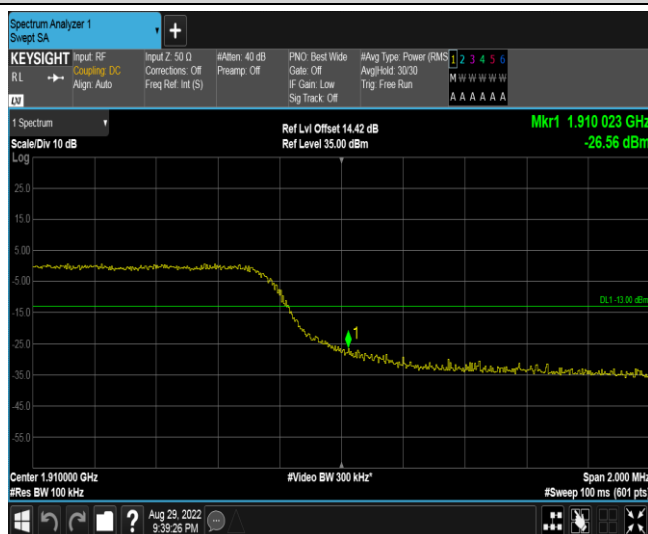 Spectrum Analyzer 1
Swept SA
+
KEYSIGHT
RL
LXI
Input: RF
Coupling: DC
Align: Auto
Input Z: 50 Ω
Corrections: Off
Freq Ref: Int (S)
#Atten: 40 dB
Preamp: Off
PNO: Best Wide
Gate: Off
IF Gain: Low
Sig Track: Off
#Avg Type: Power (RMS
Avg|Hold: 30/30
Trig: Free Run
1 2 3 4 5 6
M W W W W W
A A A A A A
1 Spectrum
Scale/Div 10 dB
Log
Ref Lvl Offset 14.42 dB
Ref Level 35.00 dBm
Mkr1 1.910 023 GHz
-26.56 dBm
25.0
15.0
5.00
-5.00
DL1 -13.00 dBm
-15.0
1
-25.0
-35.0
-45.0
-55.0
Center 1.910000 GHz
#Res BW 100 kHz
#Video BW 300 kHz*
Span 2.000 MHz
#Sweep 100 ms (601 pts)
?
Aug 29, 2022
9:39:26 PM